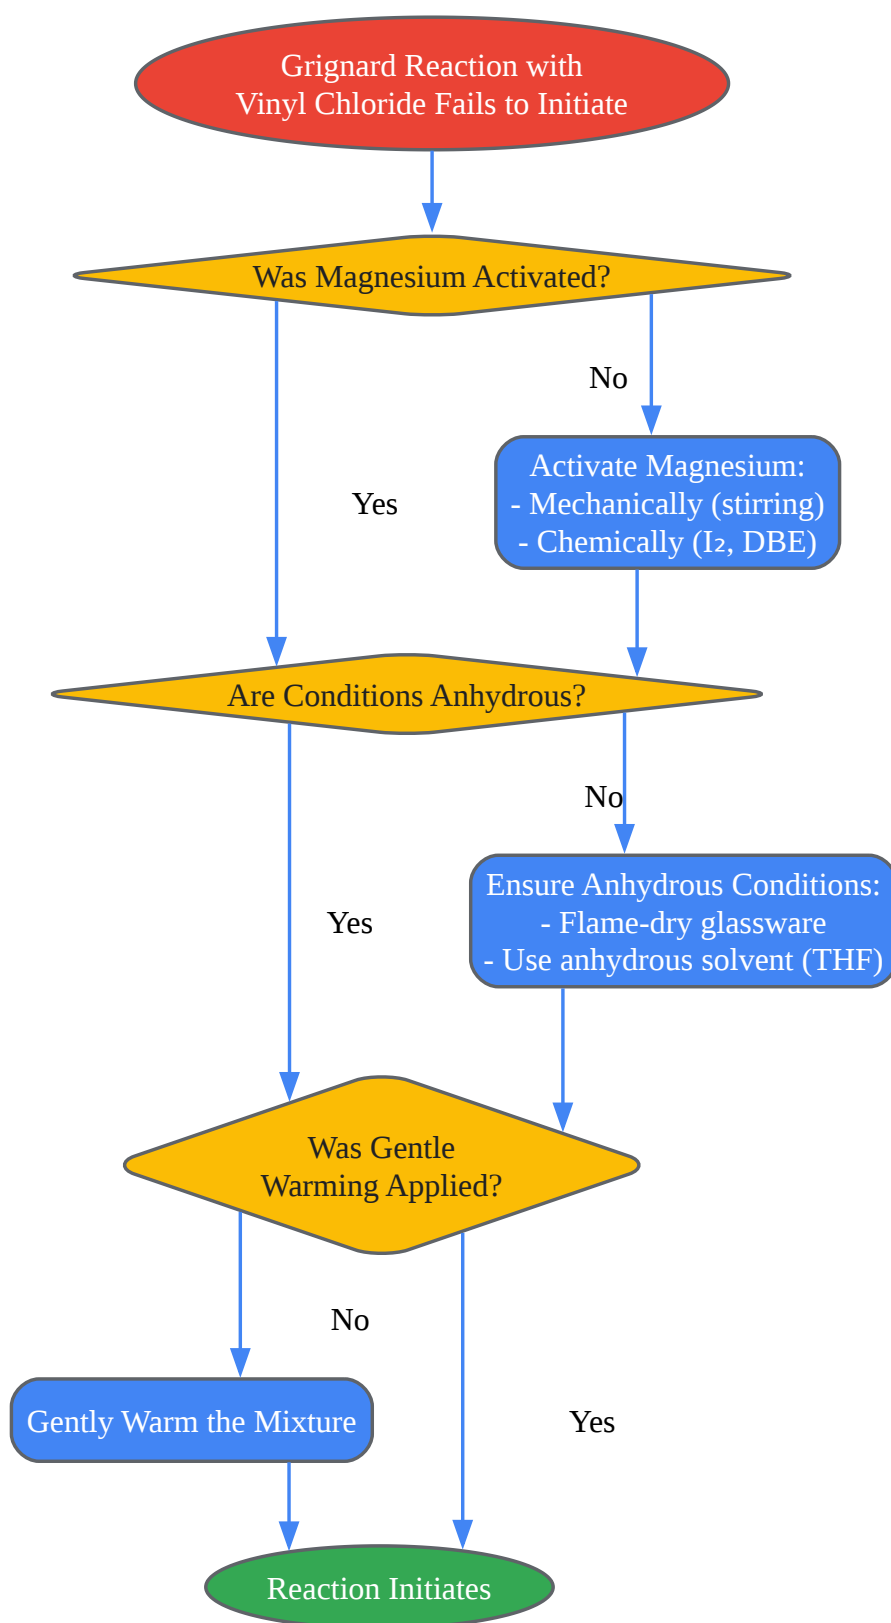 Grignard Reaction with
Vinyl Chloride Fails to Initiate
Was Magnesium Activated?
No
Activate Magnesium:
- Mechanically (stirring)
- Chemically (I₂, DBE)
Yes
Are Conditions Anhydrous?
No
Ensure Anhydrous Conditions:
- Flame-dry glassware
- Use anhydrous solvent (THF)
Yes
Was Gentle
Warming Applied?
No
Gently Warm the Mixture
Yes
Reaction Initiates